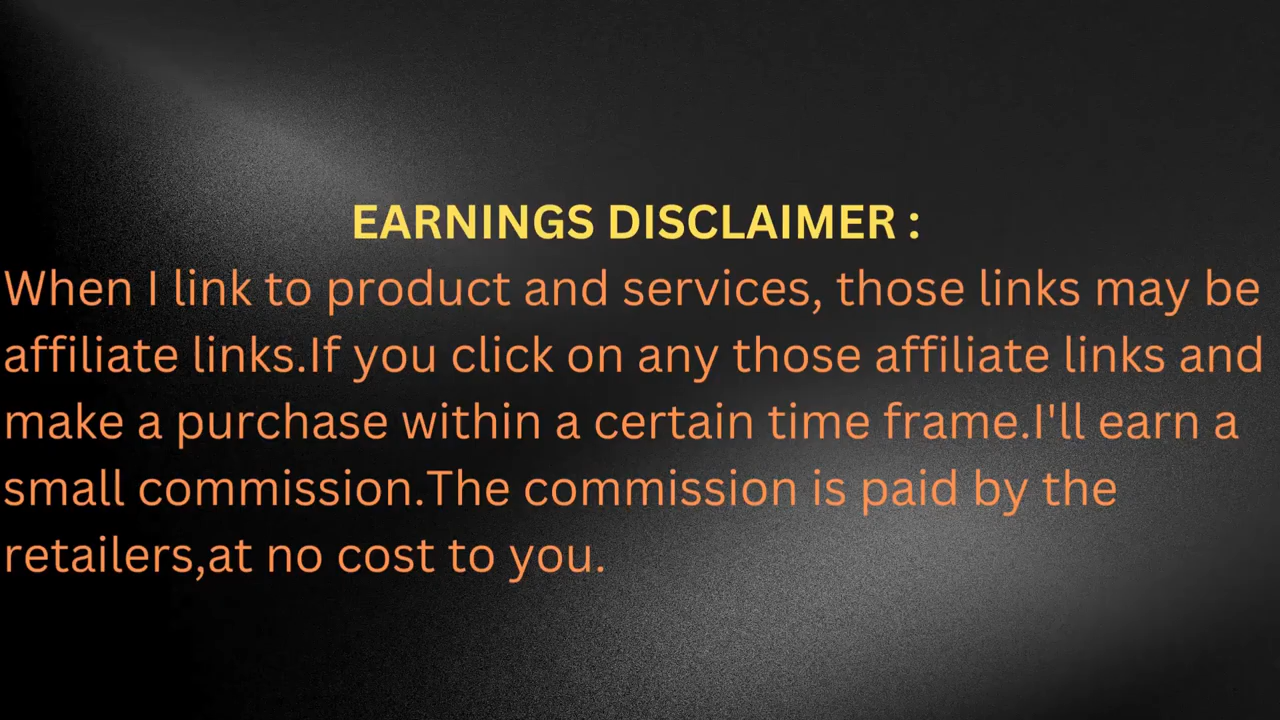 EARNINGS DISCLAIMER :
When I link to product and services, those links may be
affiliate links.If you click on any those affiliate links and
make a purchase within a certain time frame.I'll earn a
small commission.The commission is paid by the
retailers,at no cost to you.